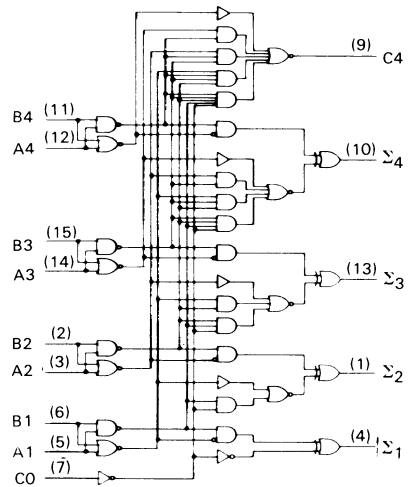 (9) C4
B4 (11)
A4 (12)
(10) Σ4
B3 (15)
A3 (14)
(13) Σ3
B2 (2)
A2 (3)
(1) Σ2
B1 (6)
A1 (5)
(4) Σ1
C0 (7)